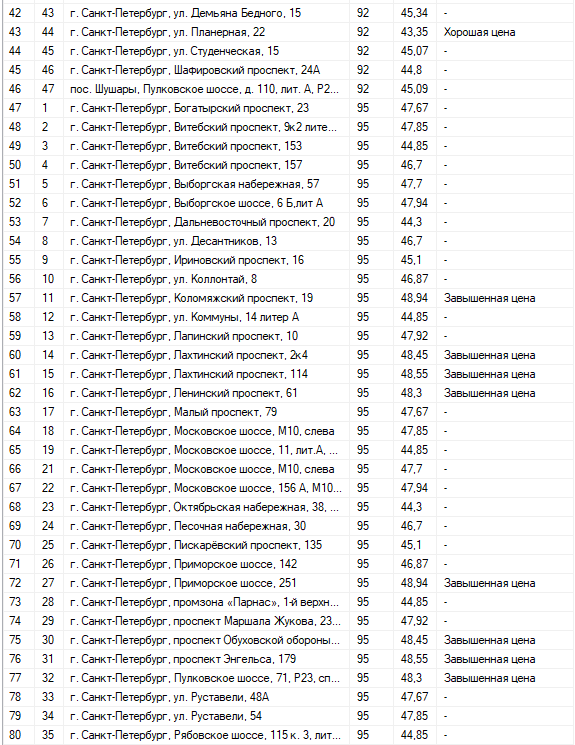 42 43 г. Санкт-Петербург, ул. Демьяна Бедного, 15 92 45,34 -
43 44 г. Санкт-Петербург, ул. Планерная, 22 92 43,35 Хорошая цена
44 45 г. Санкт-Петербург, ул. Студенческая, 15 92 45,07 -
45 46 г. Санкт-Петербург, Шафировский проспект, 24А 92 44,8 -
46 47 пос. Шушары, Пулковское шоссе, д. 110, лит. А, Р2... 92 45,09 -
47 1 г. Санкт-Петербург, Богатырский проспект, 23 95 47,67 -
48 2 г. Санкт-Петербург, Витебский проспект, 9к2 лите... 95 47,85 -
49 3 г. Санкт-Петербург, Витебский проспект, 153 95 44,85 -
50 4 г. Санкт-Петербург, Витебский проспект, 157 95 46,7 -
51 5 г. Санкт-Петербург, Выборгская набережная, 57 95 47,7 -
52 6 г. Санкт-Петербург, Выборгское шоссе, 6 Б,лит А 95 47,94 -
53 7 г. Санкт-Петербург, Дальневосточный проспект, 20 95 44,3 -
54 8 г. Санкт-Петербург, ул. Десантников, 13 95 46,7 -
55 9 г. Санкт-Петербург, Ириновский проспект, 16 95 45,1 -
56 10 г. Санкт-Петербург, ул. Коллонтай, 8 95 46,87 -
57 11 г. Санкт-Петербург, Коломяжский проспект, 19 95 48,94 Завышенная цена
58 12 г. Санкт-Петербург, ул. Коммуны, 14 литер А 95 44,85 -
59 13 г. Санкт-Петербург, Лапинский проспект, 10 95 47,92 -
60 14 г. Санкт-Петербург, Лахтинский проспект, 2к4 95 48,45 Завышенная цена
61 15 г. Санкт-Петербург, Лахтинский проспект, 114 95 48,55 Завышенная цена
62 16 г. Санкт-Петербург, Ленинский проспект, 61 95 48,3 Завышенная цена
63 17 г. Санкт-Петербург, Малый проспект, 79 95 47,67 -
64 18 г. Санкт-Петербург, Московское шоссе, М10, слева 95 47,85 -
65 19 г. Санкт-Петербург, Московское шоссе, 11, лит.А, ... 95 44,85 -
66 21 г. Санкт-Петербург, Московское шоссе, М10, слева 95 47,7 -
67 22 г. Санкт-Петербург, Московское шоссе, 156 А, М10... 95 47,94 -
68 23 г. Санкт-Петербург, Октябрьская набережная, 38, ... 95 44,3 -
69 24 г. Санкт-Петербург, Песочная набережная, 30 95 46,7 -
70 25 г. Санкт-Петербург, Пискарёвский проспект, 135 95 45,1 -
71 26 г. Санкт-Петербург, Приморское шоссе, 142 95 46,87 -
72 27 г. Санкт-Петербург, Приморское шоссе, 251 95 48,94 Завышенная цена
73 28 г. Санкт-Петербург, промзона «Парнас», 1-й верхн... 95 44,85 -
74 29 г. Санкт-Петербург, проспект Маршала Жукова, 23... 95 47,92 -
75 30 г. Санкт-Петербург, проспект Обуховской обороны... 95 48,45 Завышенная цена
76 31 г. Санкт-Петербург, проспект Энгельса, 179 95 48,55 Завышенная цена
77 32 г. Санкт-Петербург, Пулковское шоссе, 71, Р23, сп... 95 48,3 Завышенная цена
78 33 г. Санкт-Петербург, ул. Руставели, 48А 95 47,67 -
79 34 г. Санкт-Петербург, ул. Руставели, 54 95 47,85 -
80 35 г. Санкт-Петербург, Рябовское шоссе, 115 к. 3, лит... 95 44,85 -